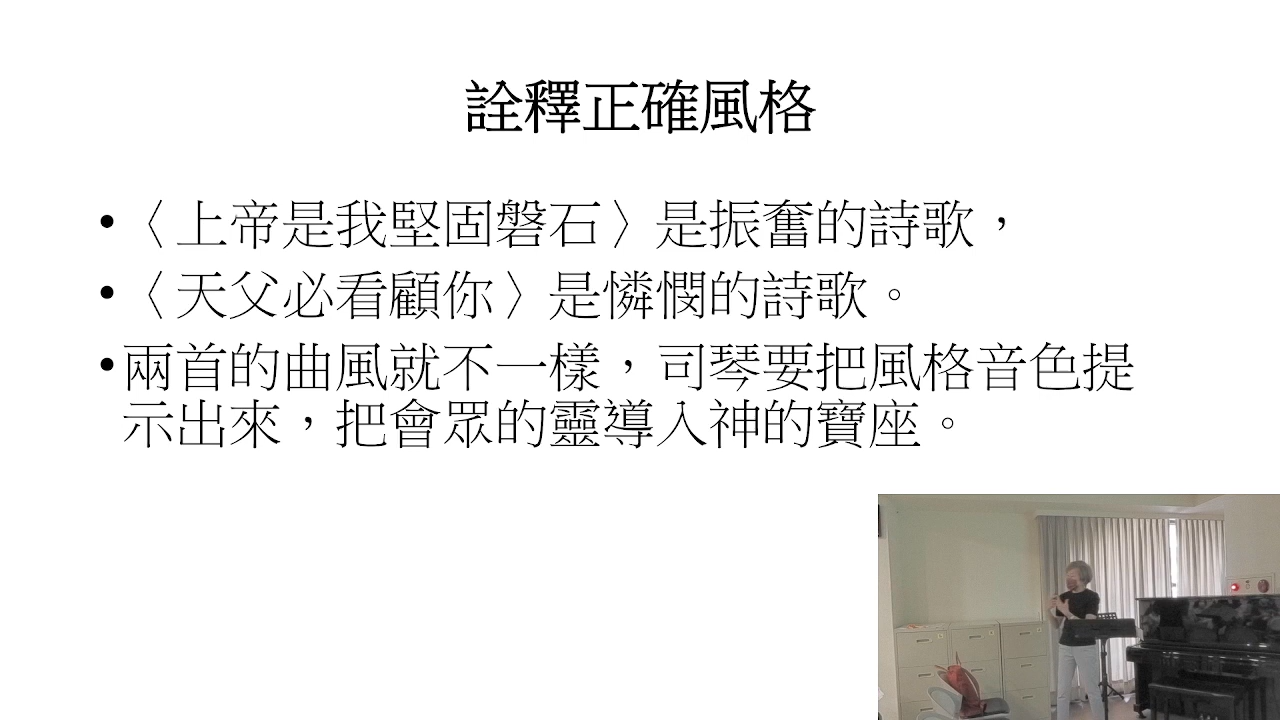 詮釋正確風格
•〈上帝是我堅固磐石〉是振奮的詩歌，
•〈天父必看顧你〉是憐憫的詩歌。
•兩首的曲風就不一樣，司琴要把風格音色提
示出來，把會眾的靈導入神的寶座。